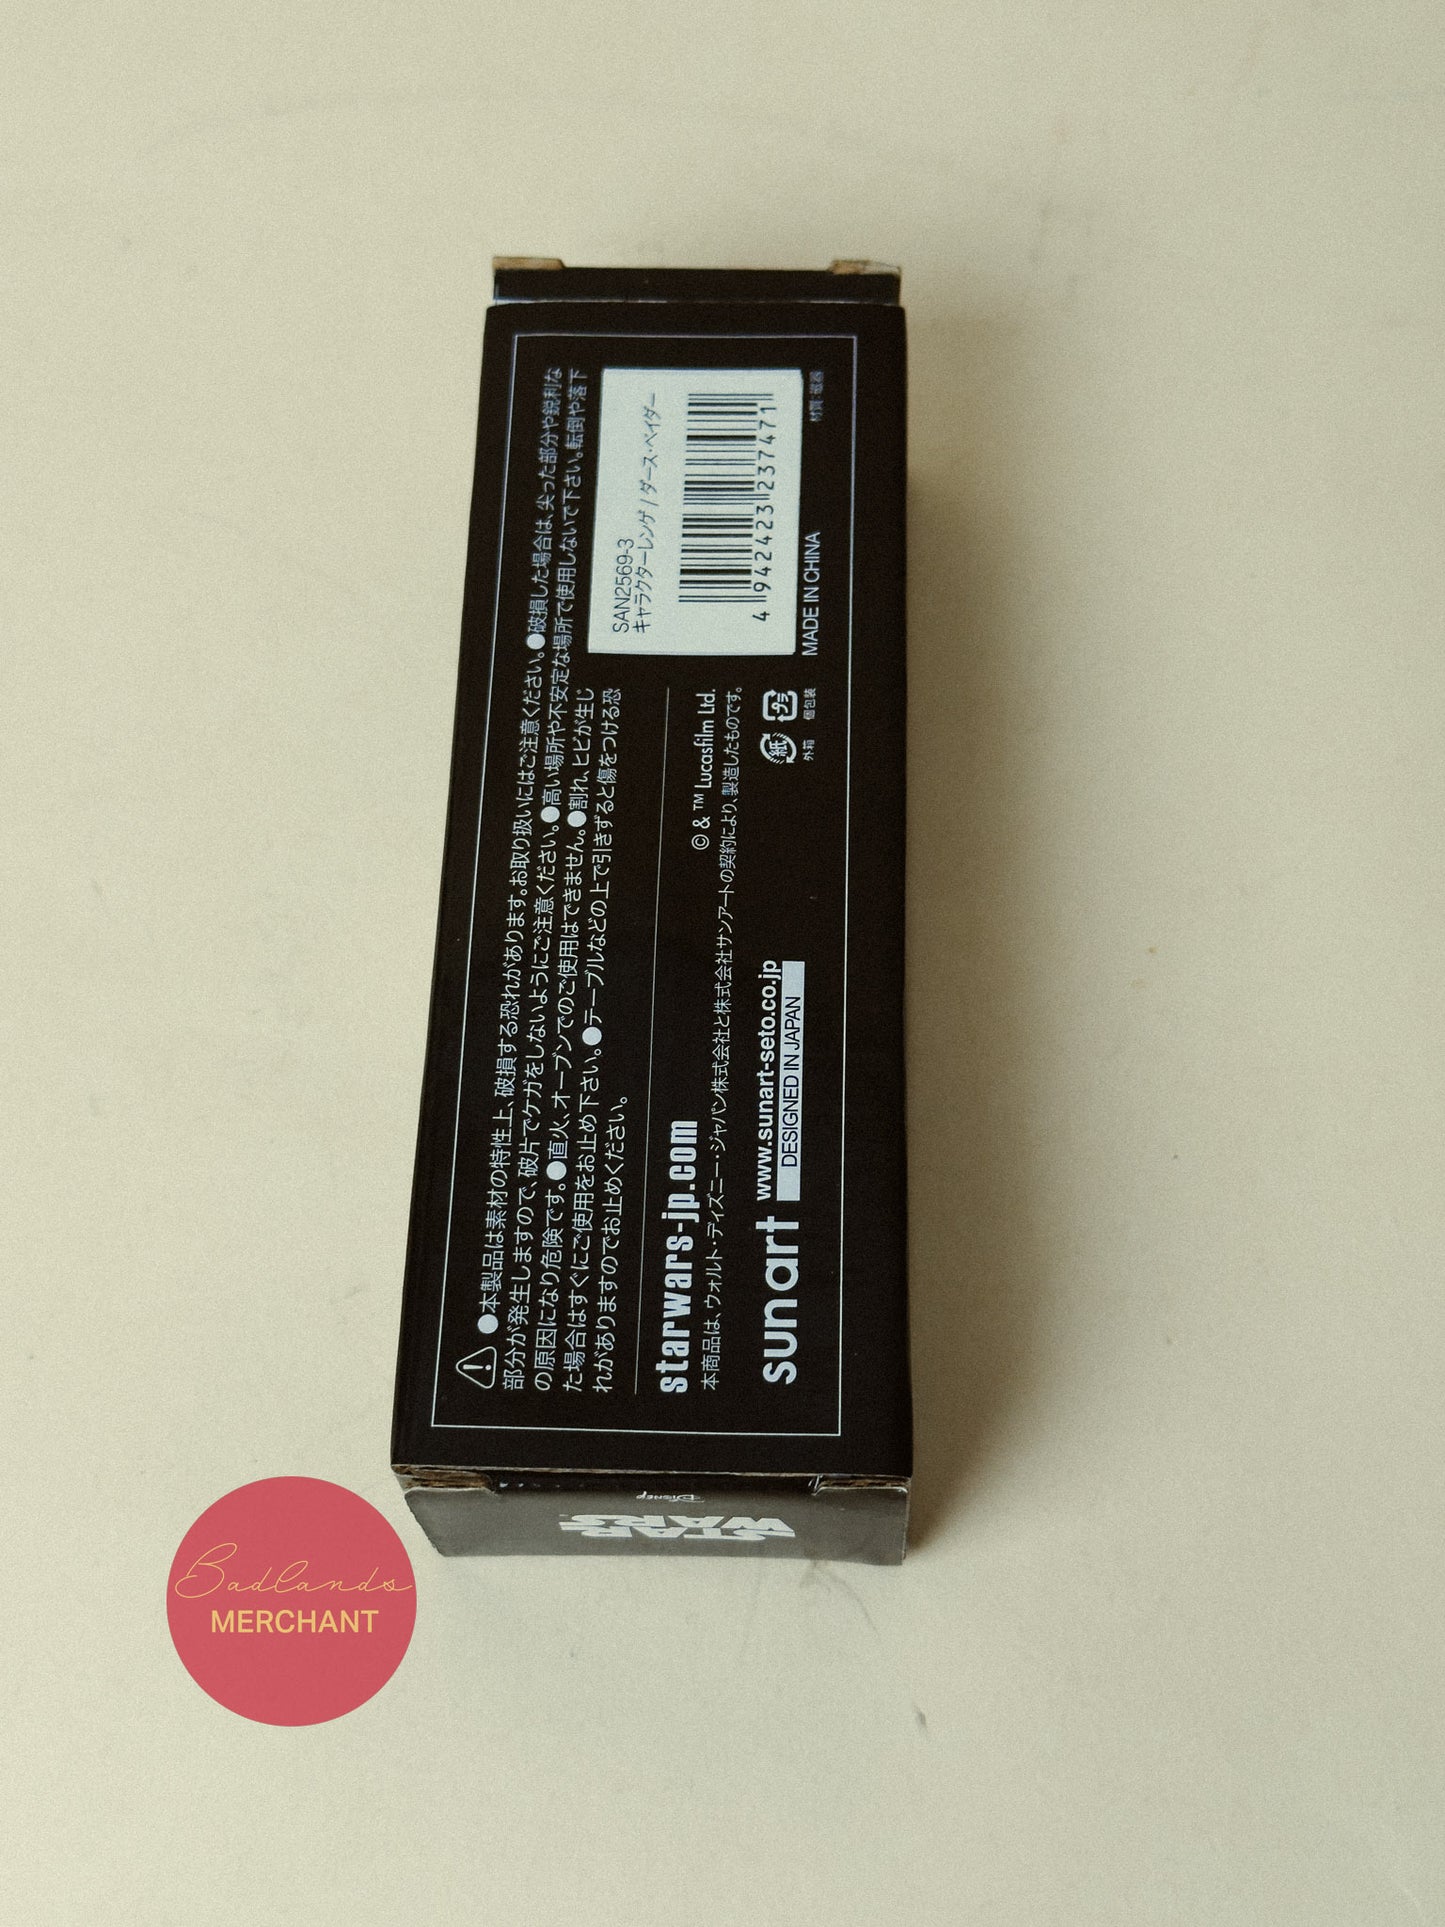 ●本製品は素材の特性上、破損する恐れがあります。お取り扱いにはご注意ください。●破損した場合は、尖った部分や鋭利な
部分が発生しますので、破片でケガをしないようにご注意ください。●高い場所や不安定な場所で使用しないで下さい。転倒や落下
の原因になり危険です。●直火、オーブンでのご使用はできません。●割れ、ヒビが生じ
た場合はすぐにご使用をお止め下さい。●テーブルなどの上で引きずると傷をつける恐
れがありますのでお止めください。
starwars-jp.com
© & ™ Lucasfilm Ltd.
本商品は、ウォルト・ディズニー・ジャパン株式会社と株式会社サンアートの契約により、製造したものです。
sunart
www.sunart-seto.co.jp
DESIGNED IN JAPAN
紙
外箱
プラ
個包装
SAN2569-3
キャラクターレンゲ / ダース・ベイダー
4 942423 237471
MADE IN CHINA
材質:磁器
Disney
STAR
WARS
Badlands
MERCHANT